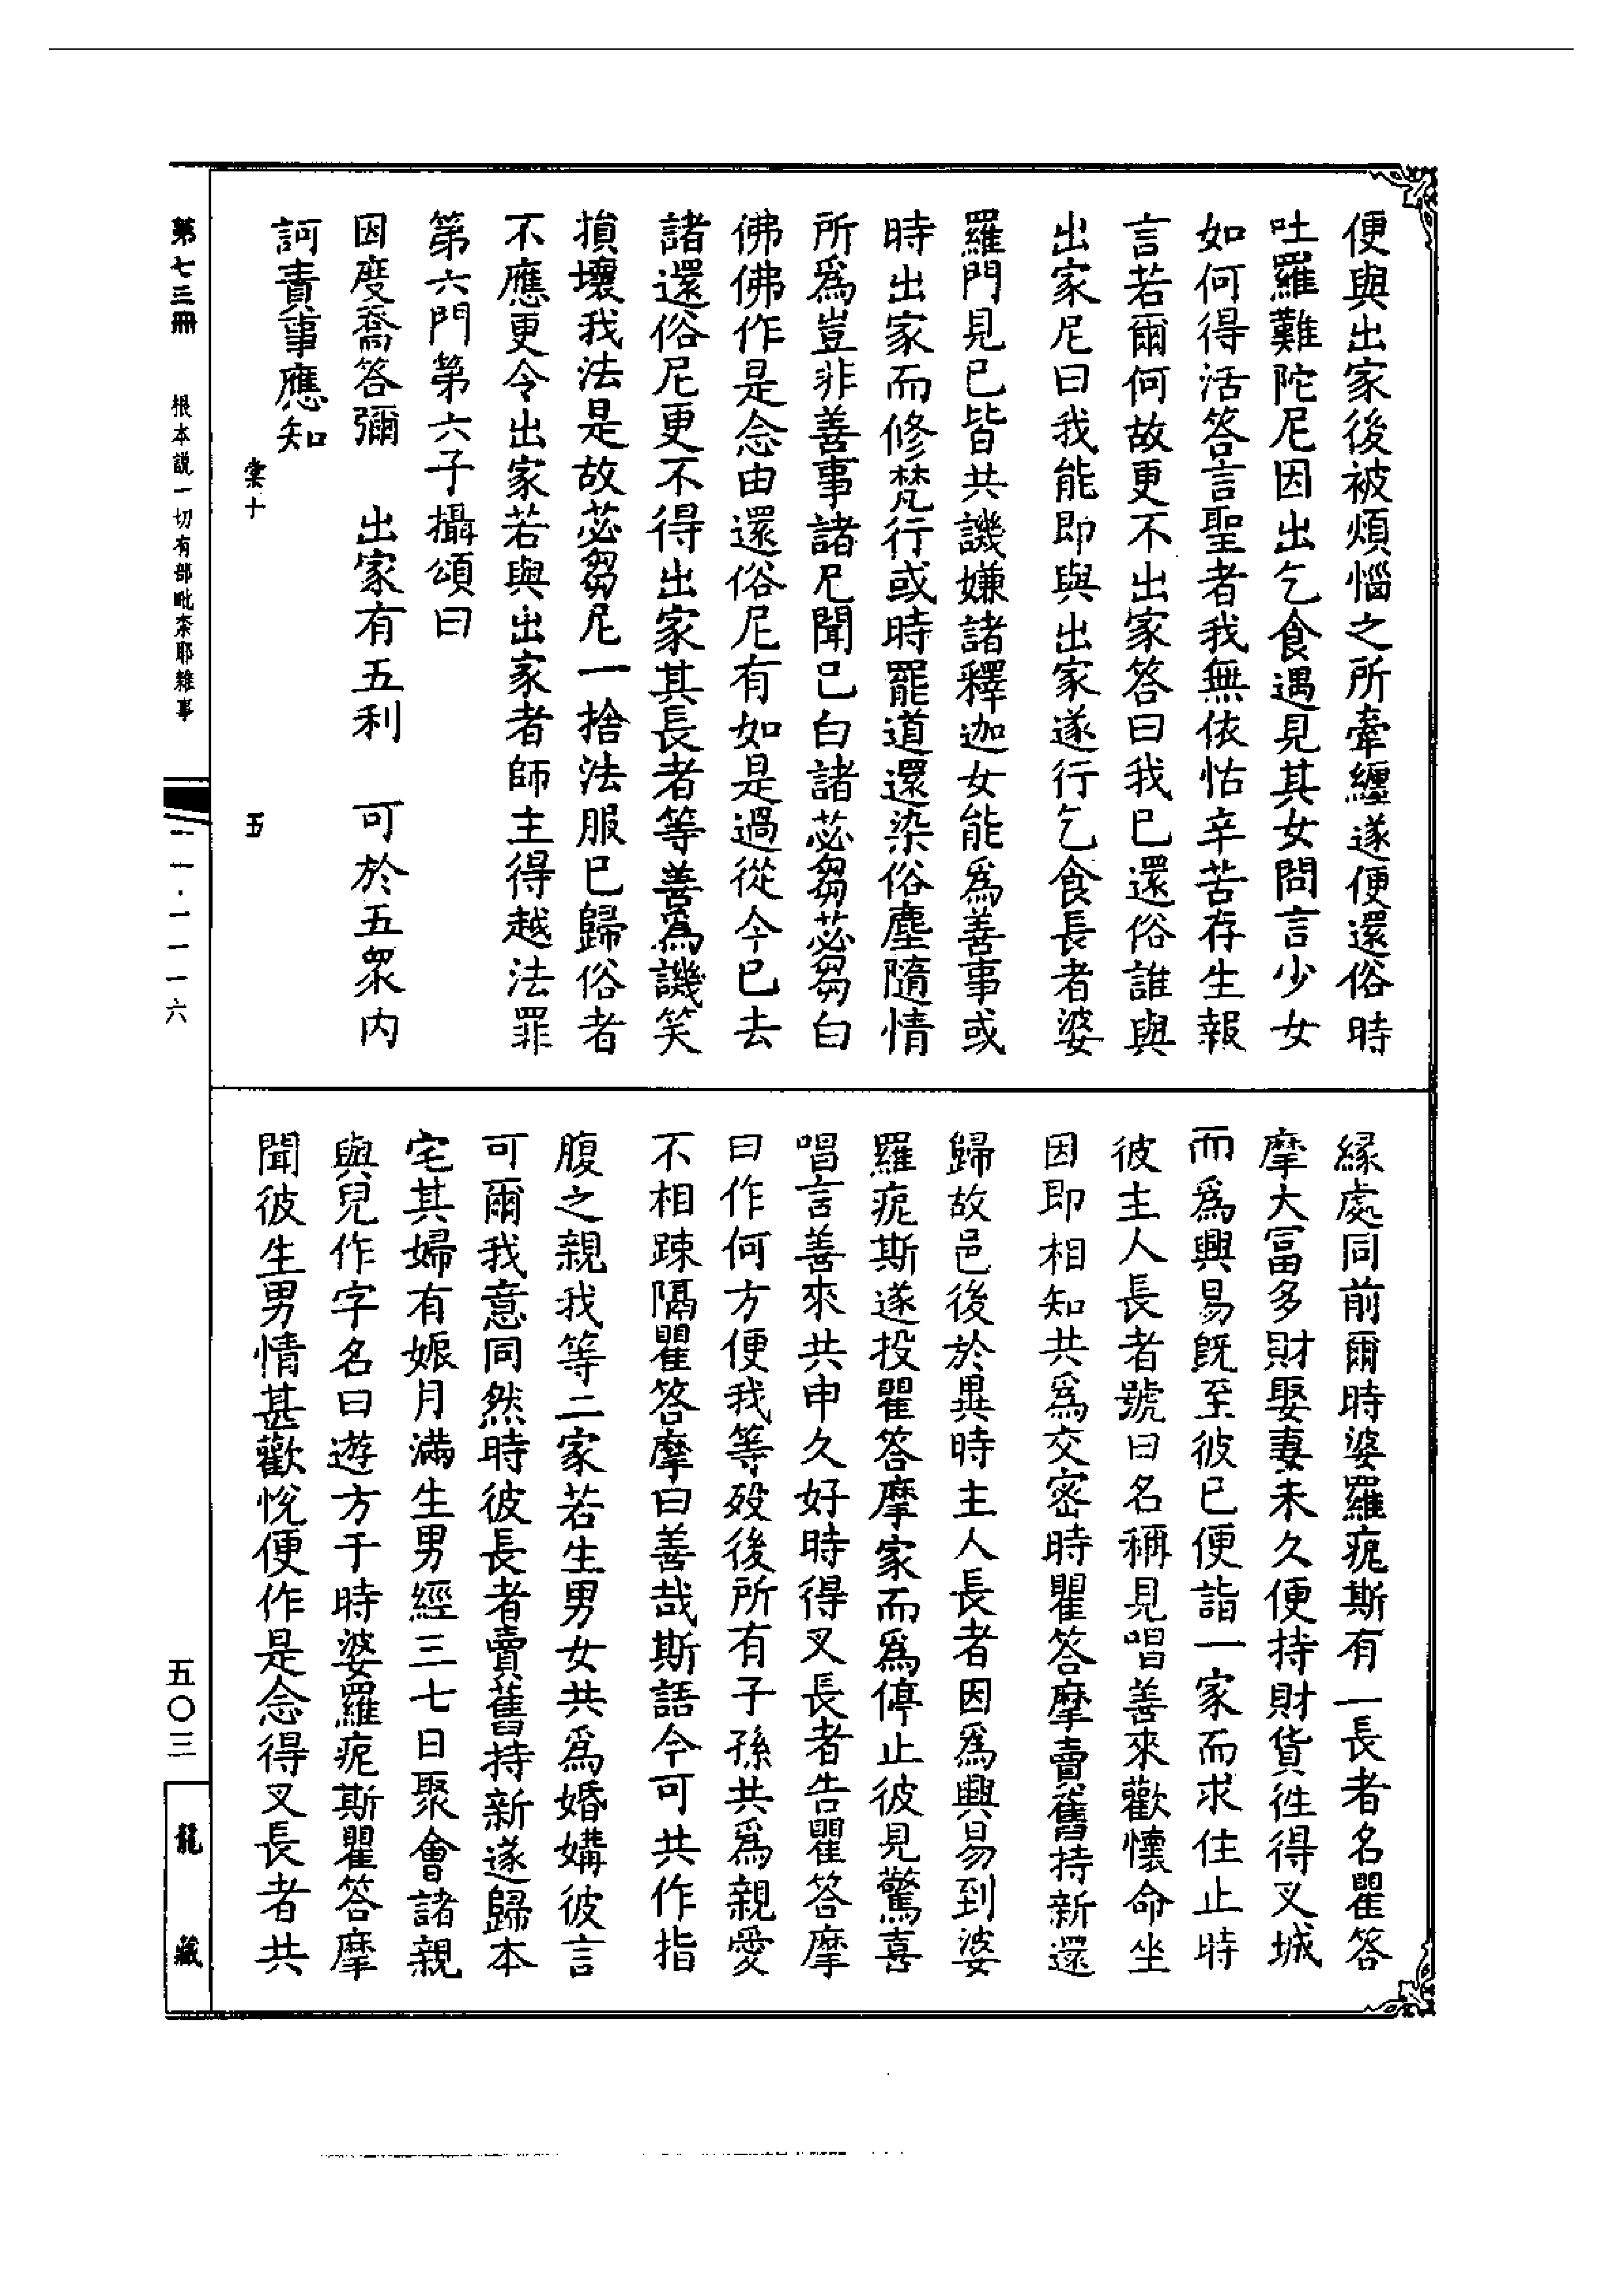 便與出家後被煩惱之所牽纏遂便還俗時
吐羅難陀尼因出乞食遇見其女問言少女
如何得活答言聖者我無依怙辛苦存生報
言若爾何故更不出家答曰我已還俗誰與
出家尼曰我能即與出家遂行乞食長者婆
羅門見已皆共譏嫌諸釋迦女能爲善事或
時出家而修梵行或時罷道還染俗塵隨情
所爲豈非善事諸尼聞已白諸苾芻苾芻白
佛佛作是念由還俗尼有如是過從今已去
諸還俗尼更不得出家其長者等善爲譏笑
損壞我法是故苾芻尼一捨法服已歸俗者
不應更令出家若與出家者師主得越法罪
第六門第六子攝頌曰
因度喬答彌 出家有五利 可於五眾內
訶責事應知
棠十 五
緣處同前爾時婆羅痆斯有一長者名瞿答
摩大富多財娶妻未久便持財貨往得叉城
而爲興易既至彼已便詣一家而求住止時
彼主人長者號曰名稱見唱善來歡懷命坐
因即相知共爲交密時瞿答摩賣舊持新還
歸故邑後於異時主人長者因爲興易到婆
羅痆斯遂投瞿答摩家而爲停止彼見驚喜
唱言善來共申久好時得叉長者告瞿答摩
曰作何方便我等歿後所有子孫共爲親愛
不相踈隔瞿答摩曰善哉斯語今可共作指
腹之親我等二家若生男女共爲婚媾彼言
可爾我意同然時彼長者賣舊持新遂歸本
宅其婦有娠月滿生男經三七日聚會諸親
與兒作字名曰遊方于時婆羅痆斯瞿答摩
聞彼生男情甚歡悅便作是念得叉長者共
第七三冊 根本說一切有部毗柰耶雜事 一一·一一一六 五〇三 龍藏